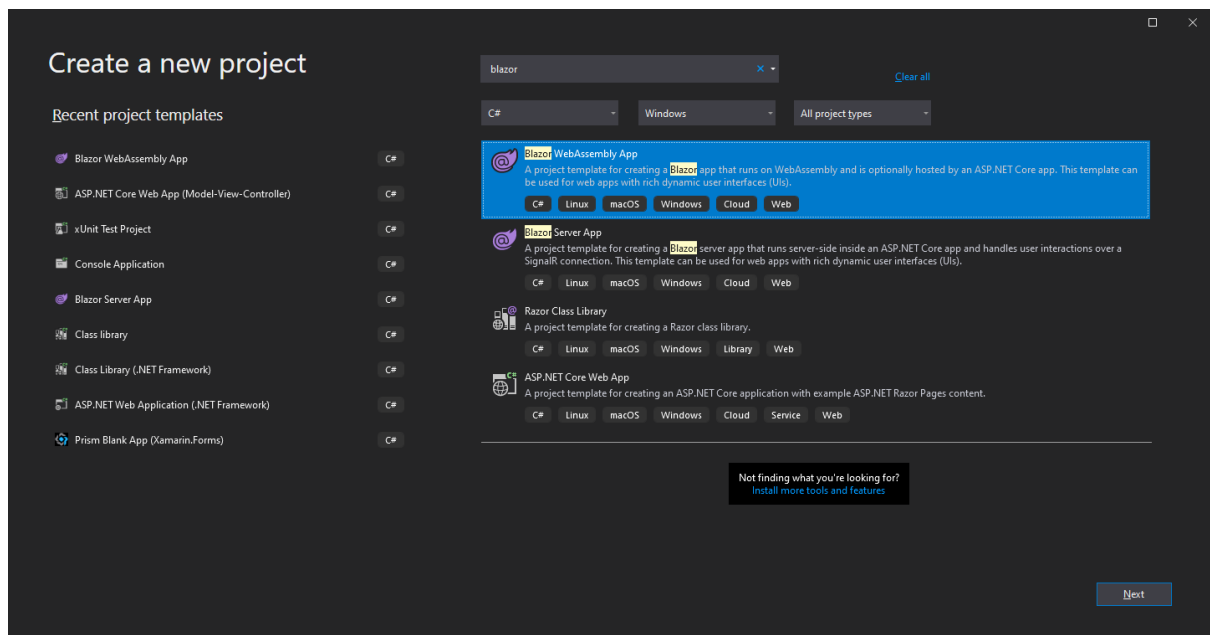 Create a new project
Recent project templates
Blazor WebAssembly App C#
ASP.NET Core Web App (Model-View-Controller) C#
xUnit Test Project C#
Console Application C#
Blazor Server App C#
Class library C#
Class Library (.NET Framework) C#
ASP.NET Web Application (.NET Framework) C#
Prism Blank App (Xamarin.Forms) C#
blazor
Clear all
C# Windows All project types
Blazor WebAssembly App
A project template for creating a Blazor app that runs on WebAssembly and is optionally hosted by an ASP.NET Core app. This template can
be used for web apps with rich dynamic user interfaces (UIs).
C# Linux macOS Windows Cloud Web
Blazor Server App
A project template for creating a Blazor server app that runs server-side inside an ASP.NET Core app and handles user interactions over a
SignalR connection. This template can be used for web apps with rich dynamic user interfaces (UIs).
C# Linux macOS Windows Cloud Web
Razor Class Library
A project template for creating a Razor class library.
C# Linux macOS Windows Library Web
ASP.NET Core Web App
A project template for creating an ASP.NET Core application with example ASP.NET Razor Pages content.
C# Linux macOS Windows Cloud Service Web
Not finding what you're looking for?
Install more tools and features
Next